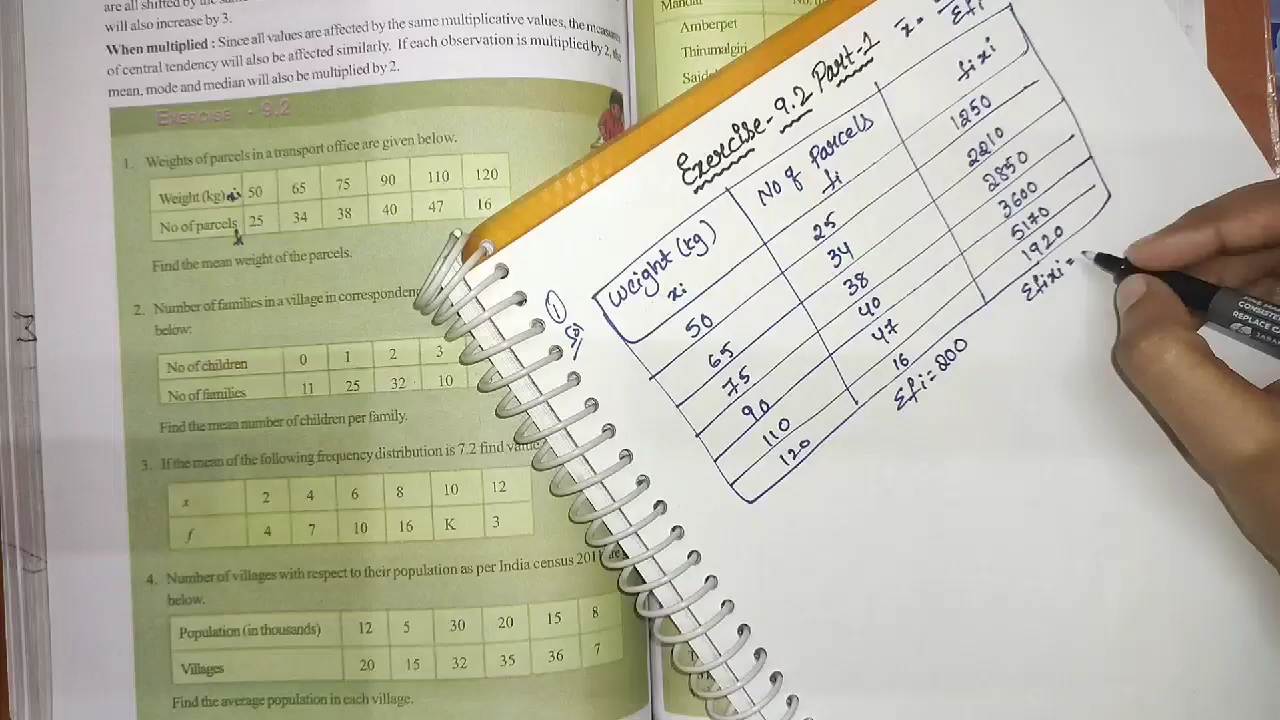 are all shifted by the
will also increase by 3.
When multiplied : Since all values are affected by the same multiplicative values, the measures
of central tendency will also be affected similarly. If each observation is multiplied by 2, the
mean, mode and median will also be multiplied by 2.
EXERCISE - 9.2
1. Weights of parcels in a transport office are given below.
Weight (kg) xi 50 65 75 90 110 120
No of parcels 25 34 38 40 47 16
f
Find the mean weight of the parcels.
2. Number of families in a village in
below:
No of children 0 1 2 3
No of families 11 25 32 10
Find the mean number of children per family.
3. If the mean of the following frequency distribution is 7.2 find value
x 2 4 6 8 10 12
f 4 7 10 16 K 3
4. Number of villages with respect to their population as per India census 2011 are
below.
Population (in thousands) 12 5 30 20 15 8
Villages 20 15 32 35 36 7
Find the average population in each village.
Amberpet
Thirumalgiri
Exercise-9.2 Part-1
x̄ =
Σfi
1
Weight (kg) No of Parcels fixi
xi fi
50 25 1250
65 34 2210
75 38 2850
90 40 3600
110 47 5170
120 16 1920
Σfi=200 Σfixi=